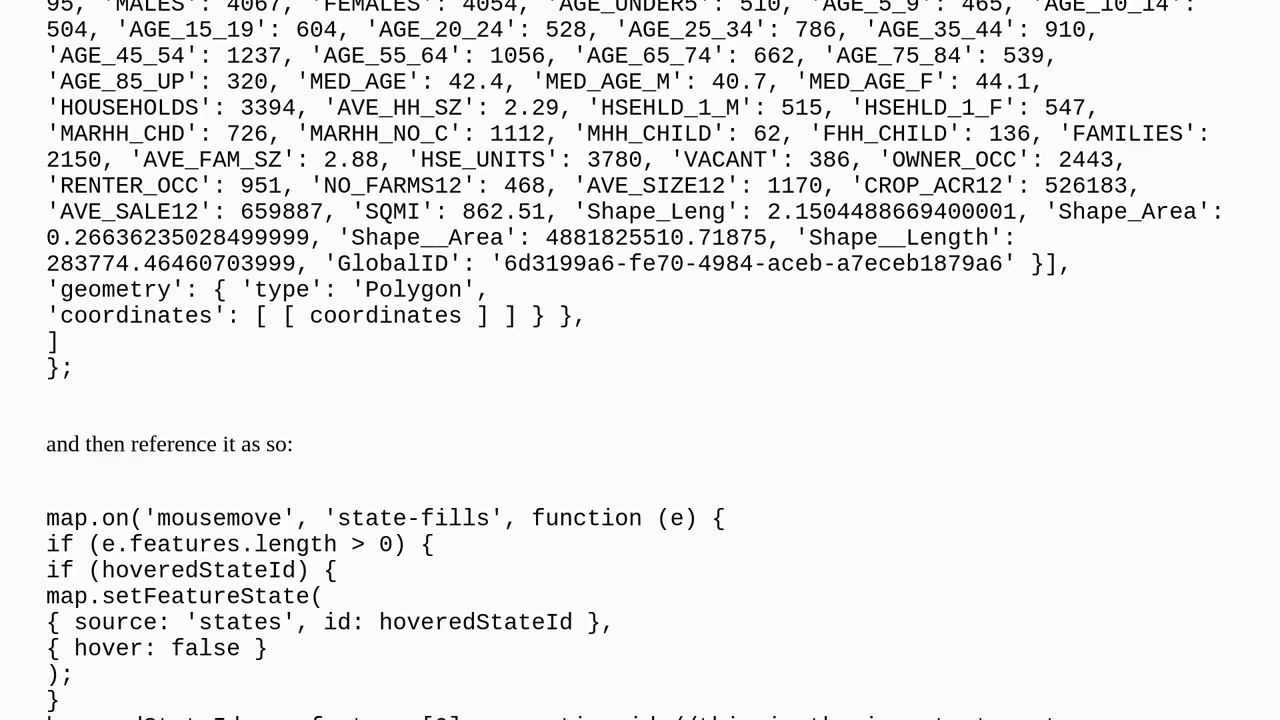 95, 'MALES': 4067, 'FEMALES': 4054, 'AGE_UNDER5': 510, 'AGE_5_9': 465, 'AGE_10_14':
504, 'AGE_15_19': 604, 'AGE_20_24': 528, 'AGE_25_34': 786, 'AGE_35_44': 910,
'AGE_45_54': 1237, 'AGE_55_64': 1056, 'AGE_65_74': 662, 'AGE_75_84': 539,
'AGE_85_UP': 320, 'MED_AGE': 42.4, 'MED_AGE_M': 40.7, 'MED_AGE_F': 44.1,
'HOUSEHOLDS': 3394, 'AVE_HH_SZ': 2.29, 'HSEHLD_1_M': 515, 'HSEHLD_1_F': 547,
'MARHH_CHD': 726, 'MARHH_NO_C': 1112, 'MHH_CHILD': 62, 'FHH_CHILD': 136, 'FAMILIES':
2150, 'AVE_FAM_SZ': 2.88, 'HSE_UNITS': 3780, 'VACANT': 386, 'OWNER_OCC': 2443,
'RENTER_OCC': 951, 'NO_FARMS12': 468, 'AVE_SIZE12': 1170, 'CROP_ACR12': 526183,
'AVE_SALE12': 659887, 'SQMI': 862.51, 'Shape_Leng': 2.1504488669400001, 'Shape_Area':
0.26636235028499999, 'Shape__Area': 4881825510.71875, 'Shape__Length':
283774.46460703999, 'GlobalID': '6d3199a6-fe70-4984-aceb-a7eceb1879a6' }],
'geometry': { 'type': 'Polygon',
'coordinates': [ [ coordinates ] ] } },
]
};
and then reference it as so:
map.on('mousemove', 'state-fills', function (e) {
if (e.features.length > 0) {
if (hoveredStateId) {
map.setFeatureState(
{ source: 'states', id: hoveredStateId },
{ hover: false }
);
}